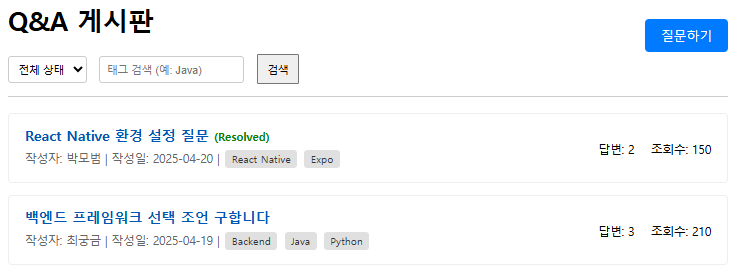 Q&A 게시판
질문하기
전체 상태 태그 검색 (예: Java) 검색
React Native 환경 설정 질문 (Resolved)
작성자: 박모범 | 작성일: 2025-04-20 | React Native Expo
답변: 2 조회수: 150
백엔드 프레임워크 선택 조언 구합니다
작성자: 최궁금 | 작성일: 2025-04-19 | Backend Java Python
답변: 3 조회수: 210